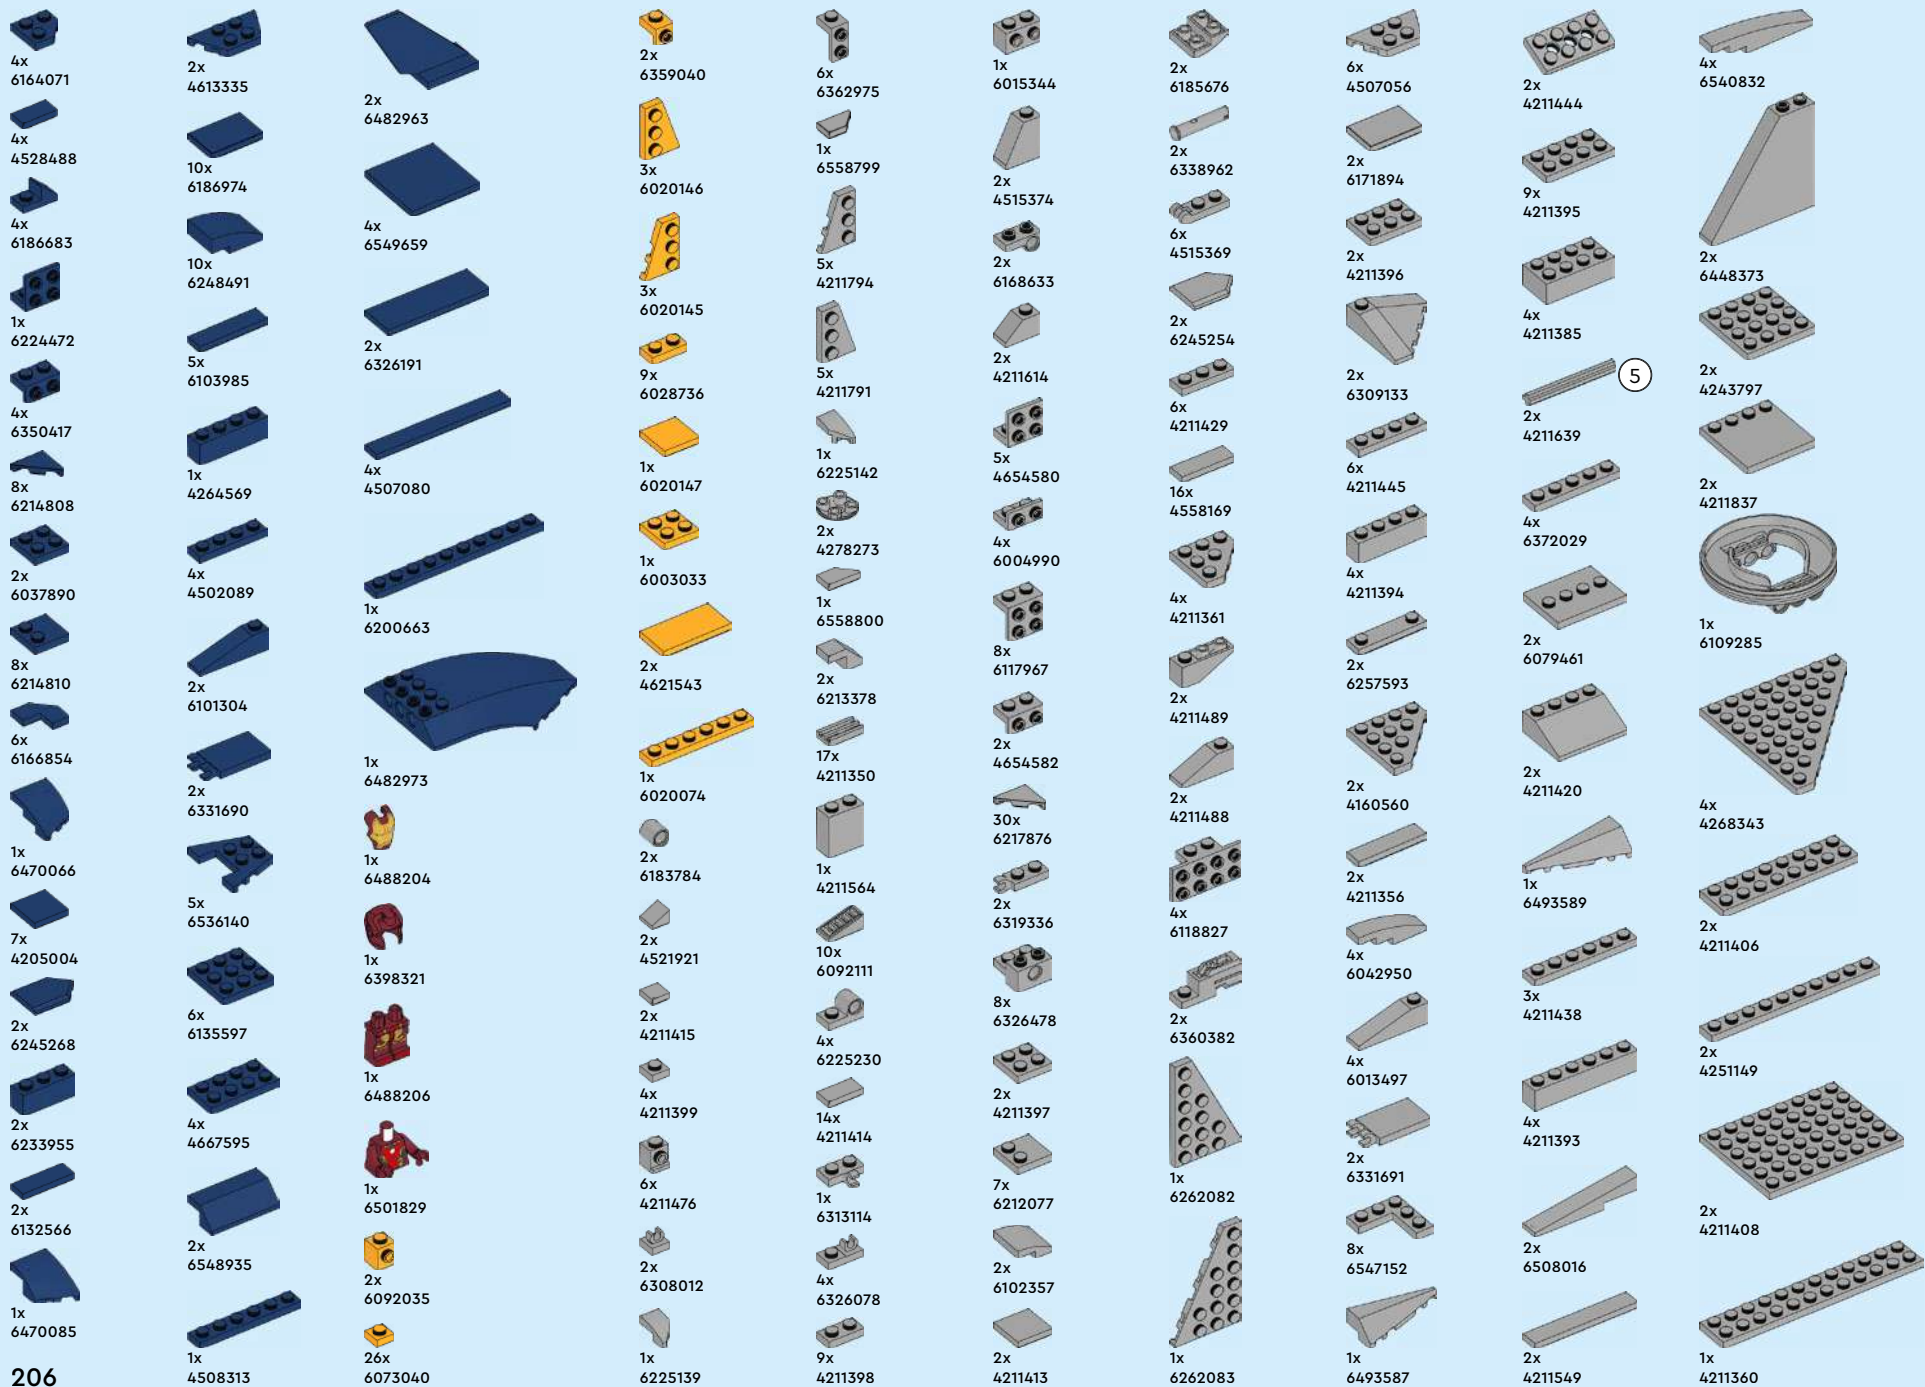 4x
6164071
4x
4528488
4x
6186683
1x
6224472
4x
6350417
8x
6214808
2x
6037890
8x
6214810
6x
6166854
1x
6470066
7x
4205004
2x
6245268
2x
6233955
2x
6132566
1x
6470085
206
2x
4613335
10x
6186974
10x
6248491
5x
6103985
1x
4264569
4x
4502089
2x
6101304
2x
6331690
5x
6536140
6x
6135597
4x
4667595
2x
6548935
1x
4508313
2x
6482963
4x
6549659
2x
6326191
4x
4507080
1x
6200663
1x
6482973
1x
6488204
1x
6398321
1x
6488206
1x
6501829
2x
6092035
26x
6073040
2x
6359040
3x
6020146
3x
6020145
9x
6028736
1x
6020147
1x
6003033
2x
4621543
1x
6020074
2x
6183784
2x
4521921
2x
4211415
4x
4211399
6x
4211476
2x
6308012
1x
6225139
6x
6362975
1x
6558799
5x
4211794
5x
4211791
1x
6225142
2x
4278273
1x
6558800
2x
6213378
17x
4211350
1x
4211564
10x
6092111
4x
6225230
14x
4211414
1x
6313114
4x
6326078
9x
4211398
1x
6015344
2x
4515374
2x
6168633
2x
4211614
5x
4654580
4x
6004990
8x
6117967
2x
4654582
30x
6217876
2x
6319336
8x
6326478
2x
4211397
7x
6212077
2x
6102357
2x
4211413
2x
6185676
2x
6338962
6x
4515369
2x
6245254
6x
4211429
16x
4558169
4x
4211361
2x
4211489
2x
4211488
4x
6118827
2x
6360382
1x
6262082
1x
6262083
6x
4507056
2x
6171894
2x
4211396
2x
6309133
6x
4211445
4x
4211394
2x
6257593
2x
4160560
2x
4211356
4x
6042950
4x
6013497
2x
6331691
8x
6547152
1x
6493587
2x
4211444
9x
4211395
4x
4211385
5
2x
4211639
4x
6372029
2x
6079461
2x
4211420
1x
6493589
3x
4211438
4x
4211393
2x
6508016
2x
4211549
4x
6540832
2x
6448373
2x
4243797
2x
4211837
1x
6109285
4x
4268343
2x
4211406
2x
4251149
2x
4211408
1x
4211360